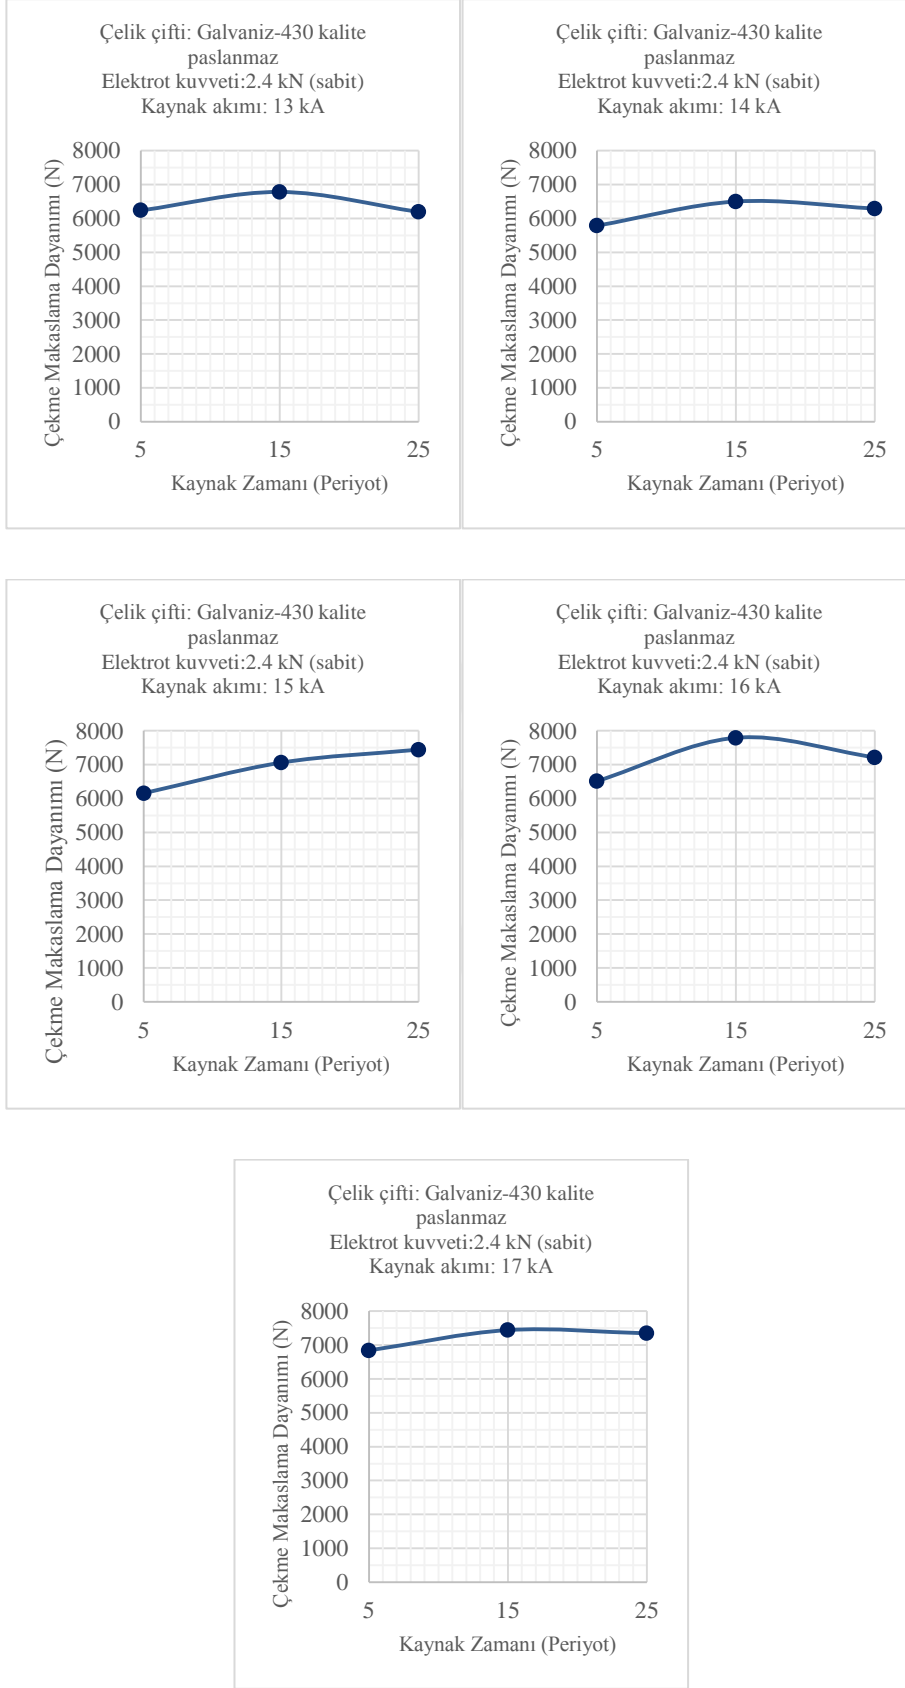 Çelik çifti: Galvaniz-430 kalite
paslanmaz
Elektrot kuvveti:2.4 kN (sabit)
Kaynak akımı: 13 kA
Çekme Makaslama Dayanımı (N)
8000
7000
6000
5000
4000
3000
2000
1000
0
5 15 25
Kaynak Zamanı (Periyot)
Çelik çifti: Galvaniz-430 kalite
paslanmaz
Elektrot kuvveti:2.4 kN (sabit)
Kaynak akımı: 14 kA
Çekme Makaslama Dayanımı (N)
8000
7000
6000
5000
4000
3000
2000
1000
0
5 15 25
Kaynak Zamanı (Periyot)
Çelik çifti: Galvaniz-430 kalite
paslanmaz
Elektrot kuvveti:2.4 kN (sabit)
Kaynak akımı: 15 kA
Çekme Makaslama Dayanımı (N)
8000
7000
6000
5000
4000
3000
2000
1000
0
5 15 25
Kaynak Zamanı (Periyot)
Çelik çifti: Galvaniz-430 kalite
paslanmaz
Elektrot kuvveti:2.4 kN (sabit)
Kaynak akımı: 16 kA
Çekme Makaslama Dayanımı (N)
8000
7000
6000
5000
4000
3000
2000
1000
0
5 15 25
Kaynak Zamanı (Periyot)
Çelik çifti: Galvaniz-430 kalite
paslanmaz
Elektrot kuvveti:2.4 kN (sabit)
Kaynak akımı: 17 kA
Çekme Makaslama Dayanımı (N)
8000
7000
6000
5000
4000
3000
2000
1000
0
5 15 25
Kaynak Zamanı (Periyot)